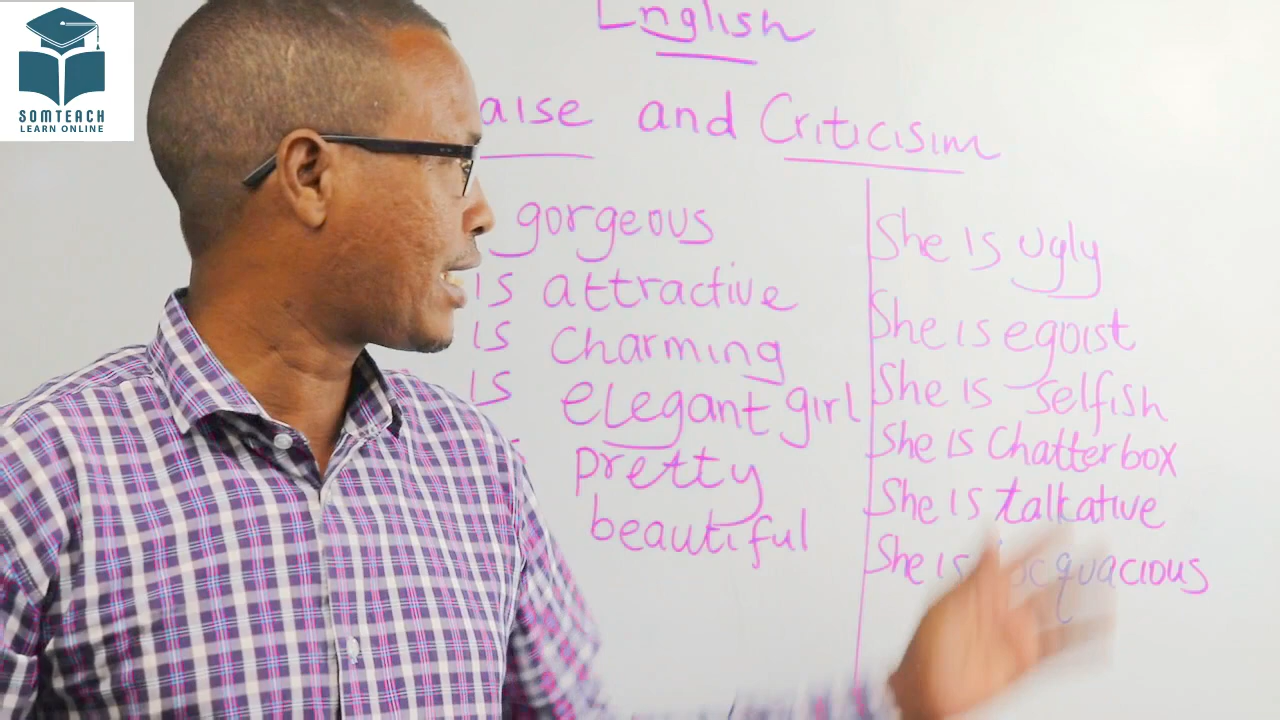 SOMTEACH
LEARN ONLINE
English
aise and Criticisim
gorgeous
is attractive
is charming
is elegant girl
pretty
beautiful
She is ugly
She is egoist
She is selfish
She is Chatterbox
She is talkative
She is